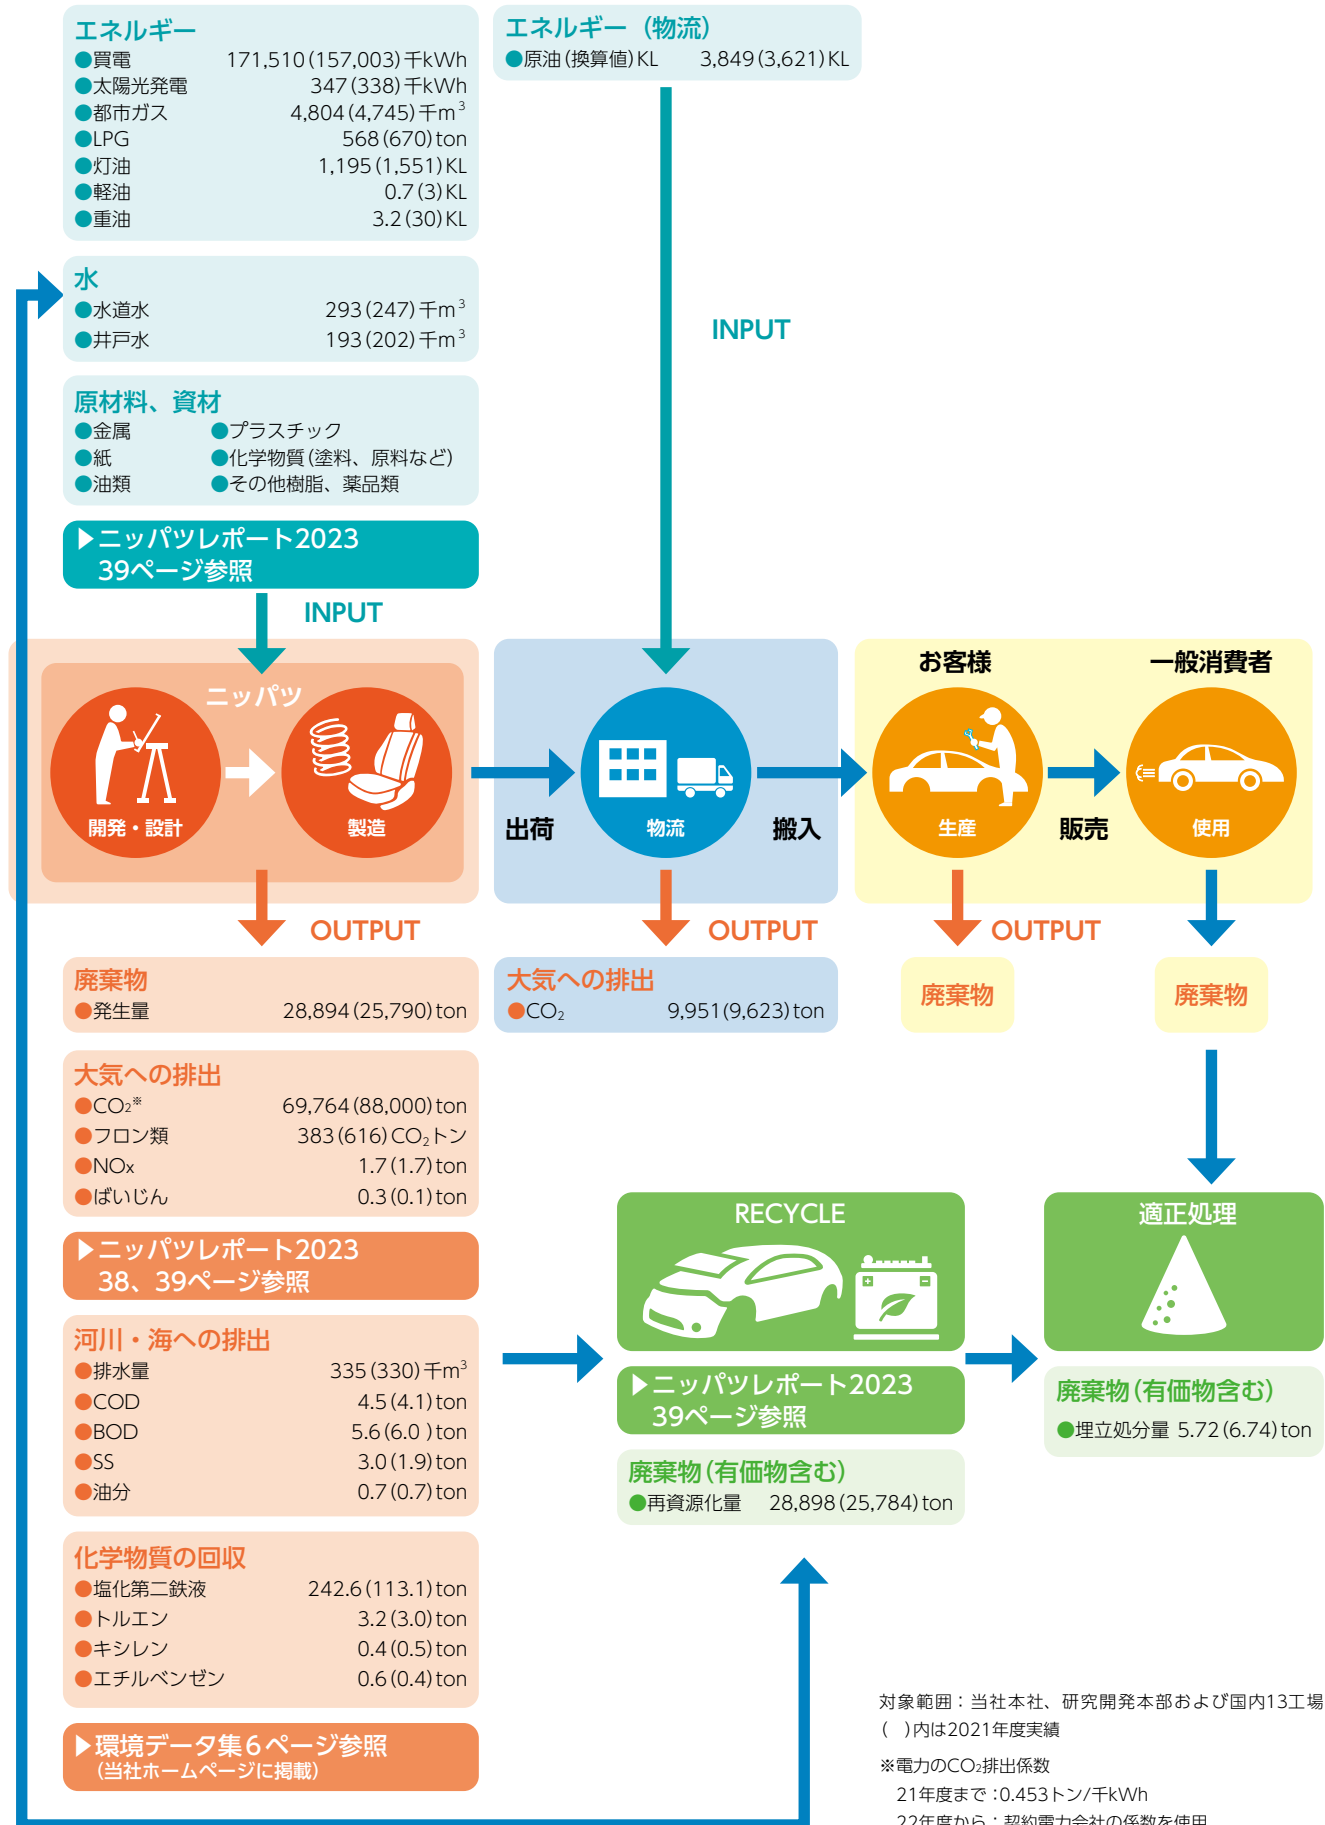 エネルギー
●買電 171,510(157,003)千kWh
●太陽光発電 347(338)千kWh
●都市ガス 4,804(4,745)千m³
●LPG 568(670)ton
●灯油 1,195(1,551)KL
●軽油 0.7(3)KL
●重油 3.2(30)KL
エネルギー（物流）
●原油(換算値)KL 3,849(3,621)KL
水
●水道水 293(247)千m³
●井戸水 193(202)千m³
INPUT
原材料、資材
●金属 ●プラスチック
●紙 ●化学物質(塗料、原料など)
●油類 ●その他樹脂、薬品類
▶ニッパツレポート2023
39ページ参照
INPUT
ニッパツ
開発・設計
製造
出荷
物流
搬入
お客様
生産
販売
一般消費者
使用
OUTPUT
OUTPUT
OUTPUT
廃棄物
●発生量 28,894(25,790)ton
大気への排出
●CO₂ 9,951(9,623)ton
廃棄物
廃棄物
大気への排出
●CO₂※ 69,764(88,000)ton
●フロン類 383(616)CO₂トン
●NOx 1.7(1.7)ton
●ばいじん 0.3(0.1)ton
▶ニッパツレポート2023
38、39ページ参照
河川・海への排出
●排水量 335(330)千m³
●COD 4.5(4.1)ton
●BOD 5.6(6.0 )ton
●SS 3.0(1.9)ton
●油分 0.7(0.7)ton
化学物質の回収
●塩化第二鉄液 242.6(113.1)ton
●トルエン 3.2(3.0)ton
●キシレン 0.4(0.5)ton
●エチルベンゼン 0.6(0.4)ton
▶環境データ集6ページ参照
(当社ホームページに掲載)
RECYCLE
▶ニッパツレポート2023
39ページ参照
廃棄物(有価物含む)
●再資源化量 28,898(25,784)ton
適正処理
廃棄物(有価物含む)
●埋立処分量 5.72(6.74)ton
対象範囲：当社本社、研究開発本部および国内13工場
(　)内は2021年度実績
※電力のCO₂排出係数
21年度まで：0.453トン/千kWh
22年度から：契約電力会社の係数を使用